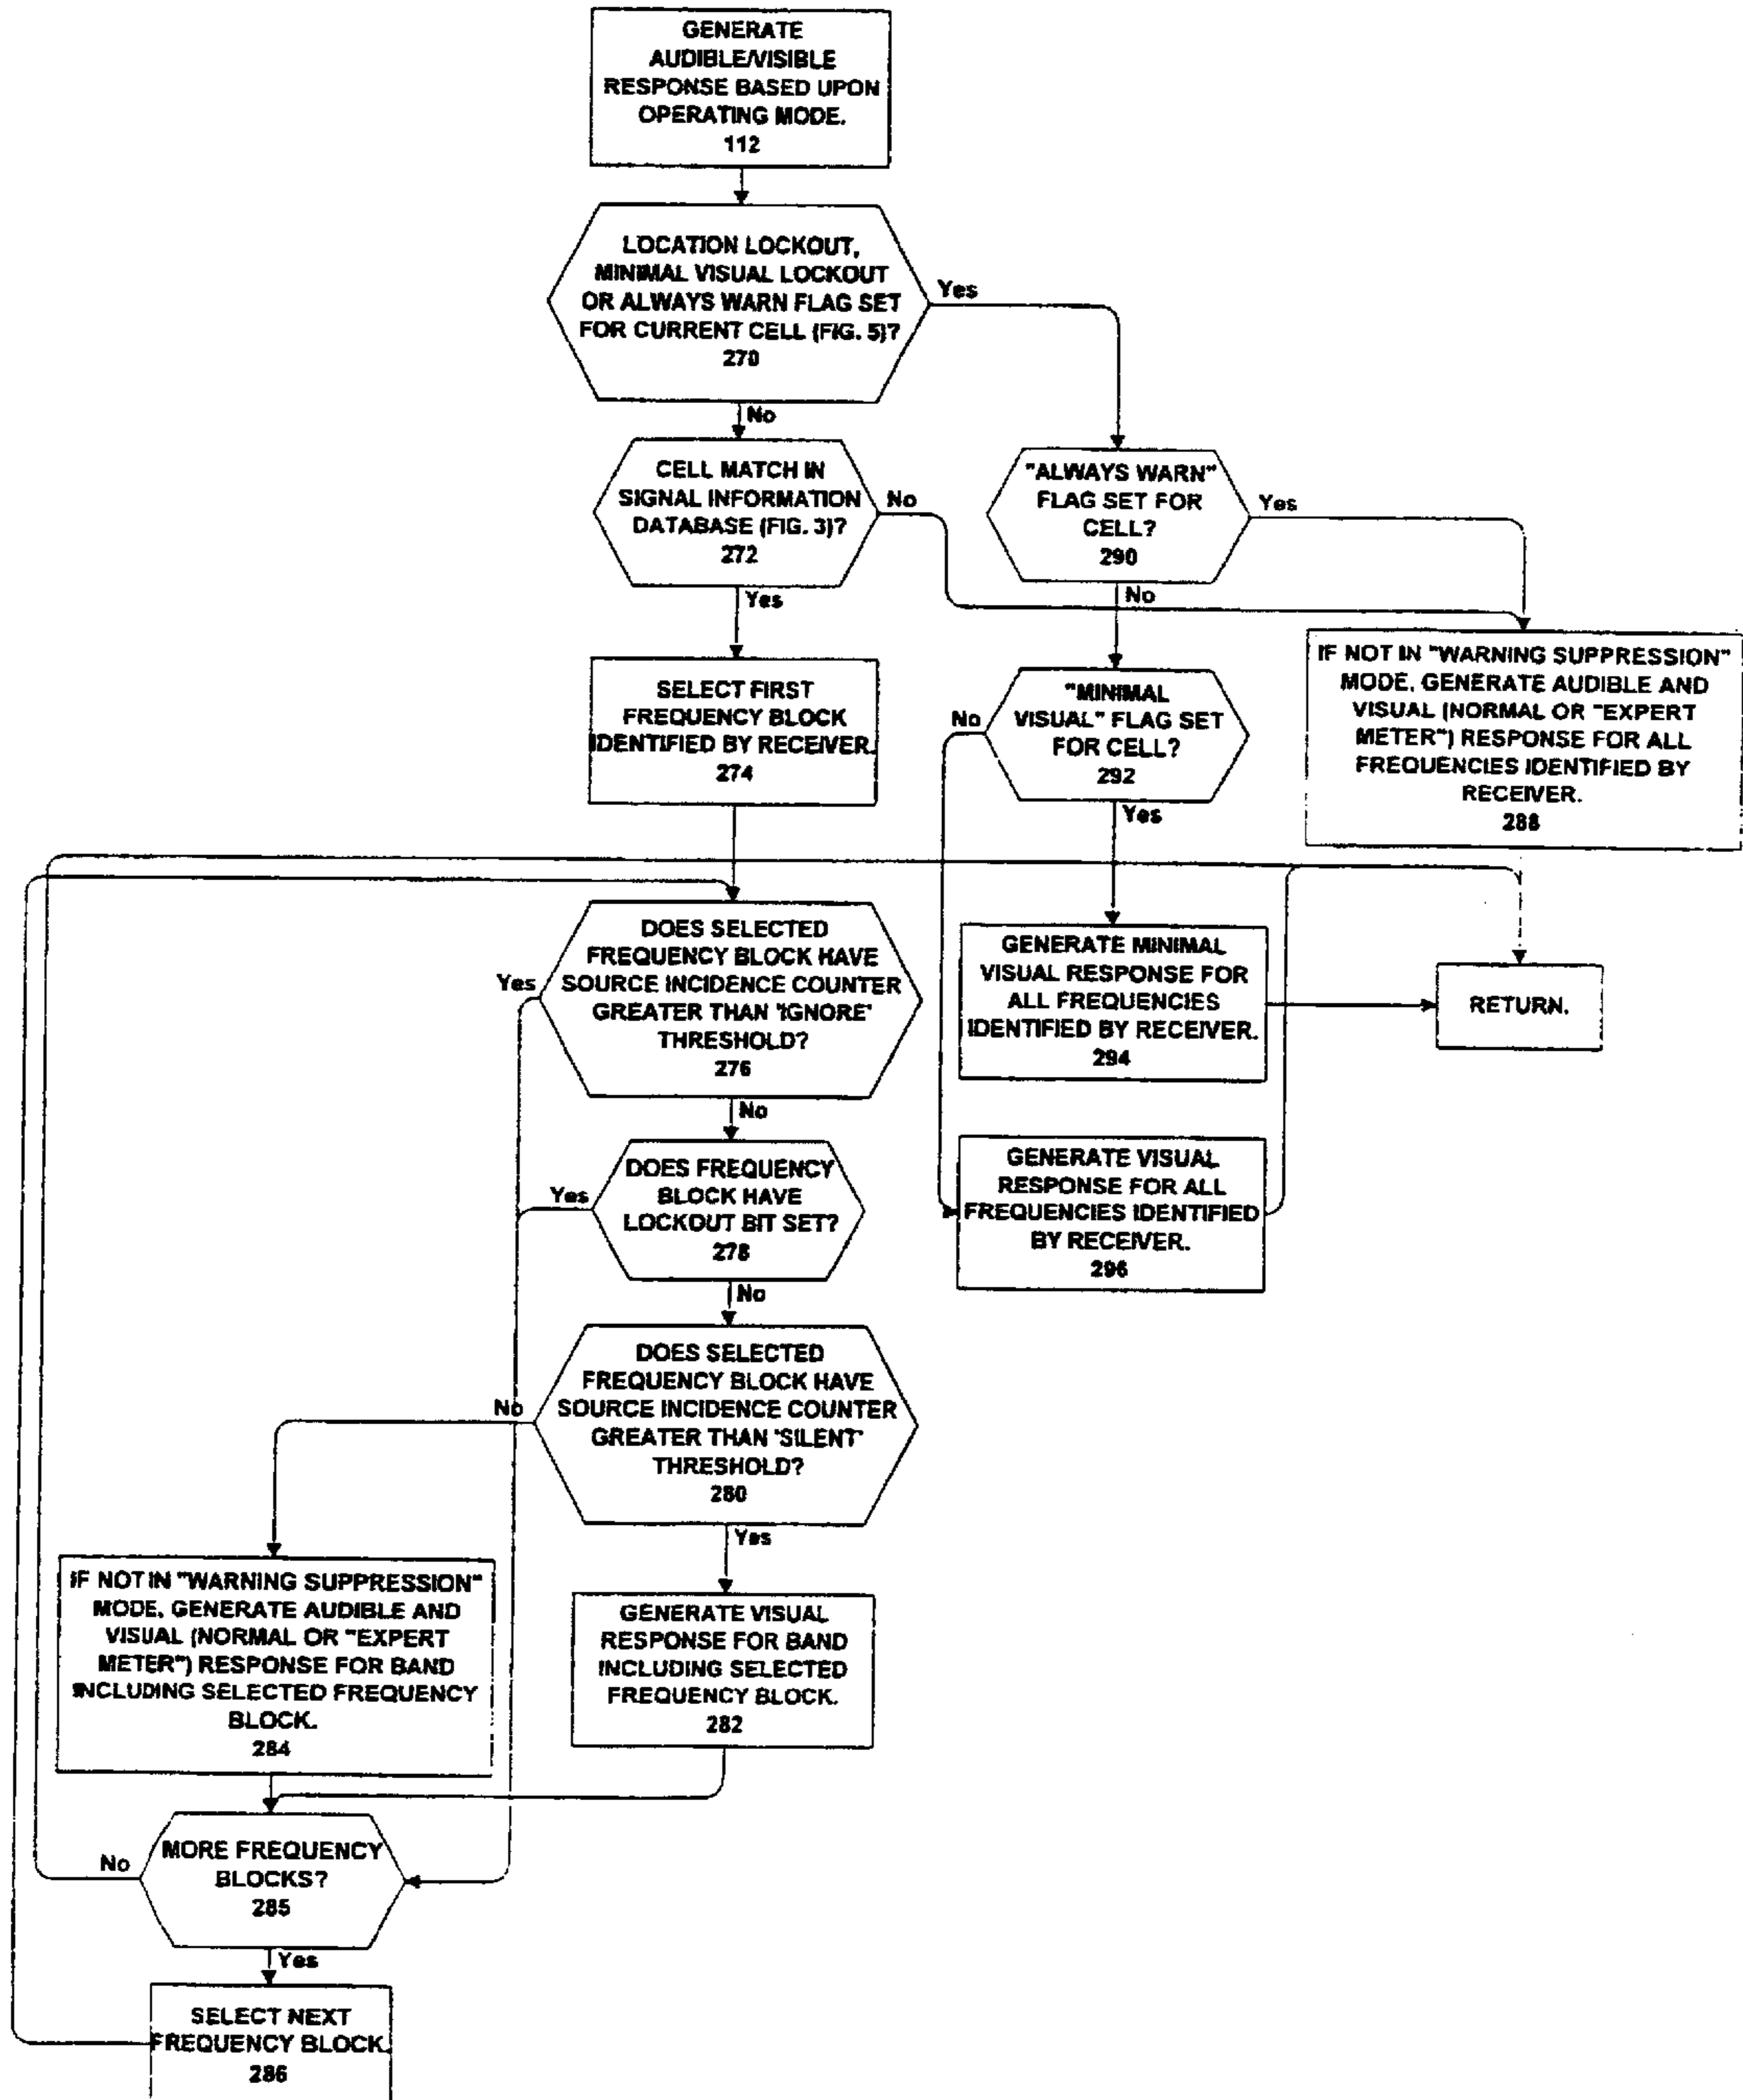 GENERATE
AUDIBLE/VISIBLE
RESPONSE BASED UPON
OPERATING MODE.
112
LOCATION LOCKOUT,
MINIMAL VISUAL LOCKOUT
OR ALWAYS WARN FLAG SET
FOR CURRENT CELL (FIG. 5)?
270
Yes
No
CELL MATCH IN
SIGNAL INFORMATION
DATABASE (FIG. 3)?
272
No
Yes
"ALWAYS WARN"
FLAG SET FOR
CELL?
290
Yes
No
SELECT FIRST
FREQUENCY BLOCK
IDENTIFIED BY RECEIVER.
274
"MINIMAL
VISUAL" FLAG SET
FOR CELL?
292
No
Yes
IF NOT IN "WARNING SUPPRESSION"
MODE, GENERATE AUDIBLE AND
VISUAL (NORMAL OR "EXPERT
METER") RESPONSE FOR ALL
FREQUENCIES IDENTIFIED BY
RECEIVER.
288
DOES SELECTED
FREQUENCY BLOCK HAVE
SOURCE INCIDENCE COUNTER
GREATER THAN 'IGNORE'
THRESHOLD?
276
Yes
No
GENERATE MINIMAL
VISUAL RESPONSE FOR
ALL FREQUENCIES
IDENTIFIED BY RECEIVER.
294
RETURN.
DOES FREQUENCY
BLOCK HAVE
LOCKOUT BIT SET?
278
Yes
No
GENERATE VISUAL
RESPONSE FOR ALL
FREQUENCIES IDENTIFIED
BY RECEIVER.
296
DOES SELECTED
FREQUENCY BLOCK HAVE
SOURCE INCIDENCE COUNTER
GREATER THAN 'SILENT'
THRESHOLD?
280
No
Yes
IF NOT IN "WARNING SUPPRESSION"
MODE, GENERATE AUDIBLE AND
VISUAL (NORMAL OR "EXPERT
METER") RESPONSE FOR BAND
INCLUDING SELECTED FREQUENCY
BLOCK.
284
GENERATE VISUAL
RESPONSE FOR BAND
INCLUDING SELECTED
FREQUENCY BLOCK.
282
MORE FREQUENCY
BLOCKS?
285
No
Yes
SELECT NEXT
FREQUENCY BLOCK.
286